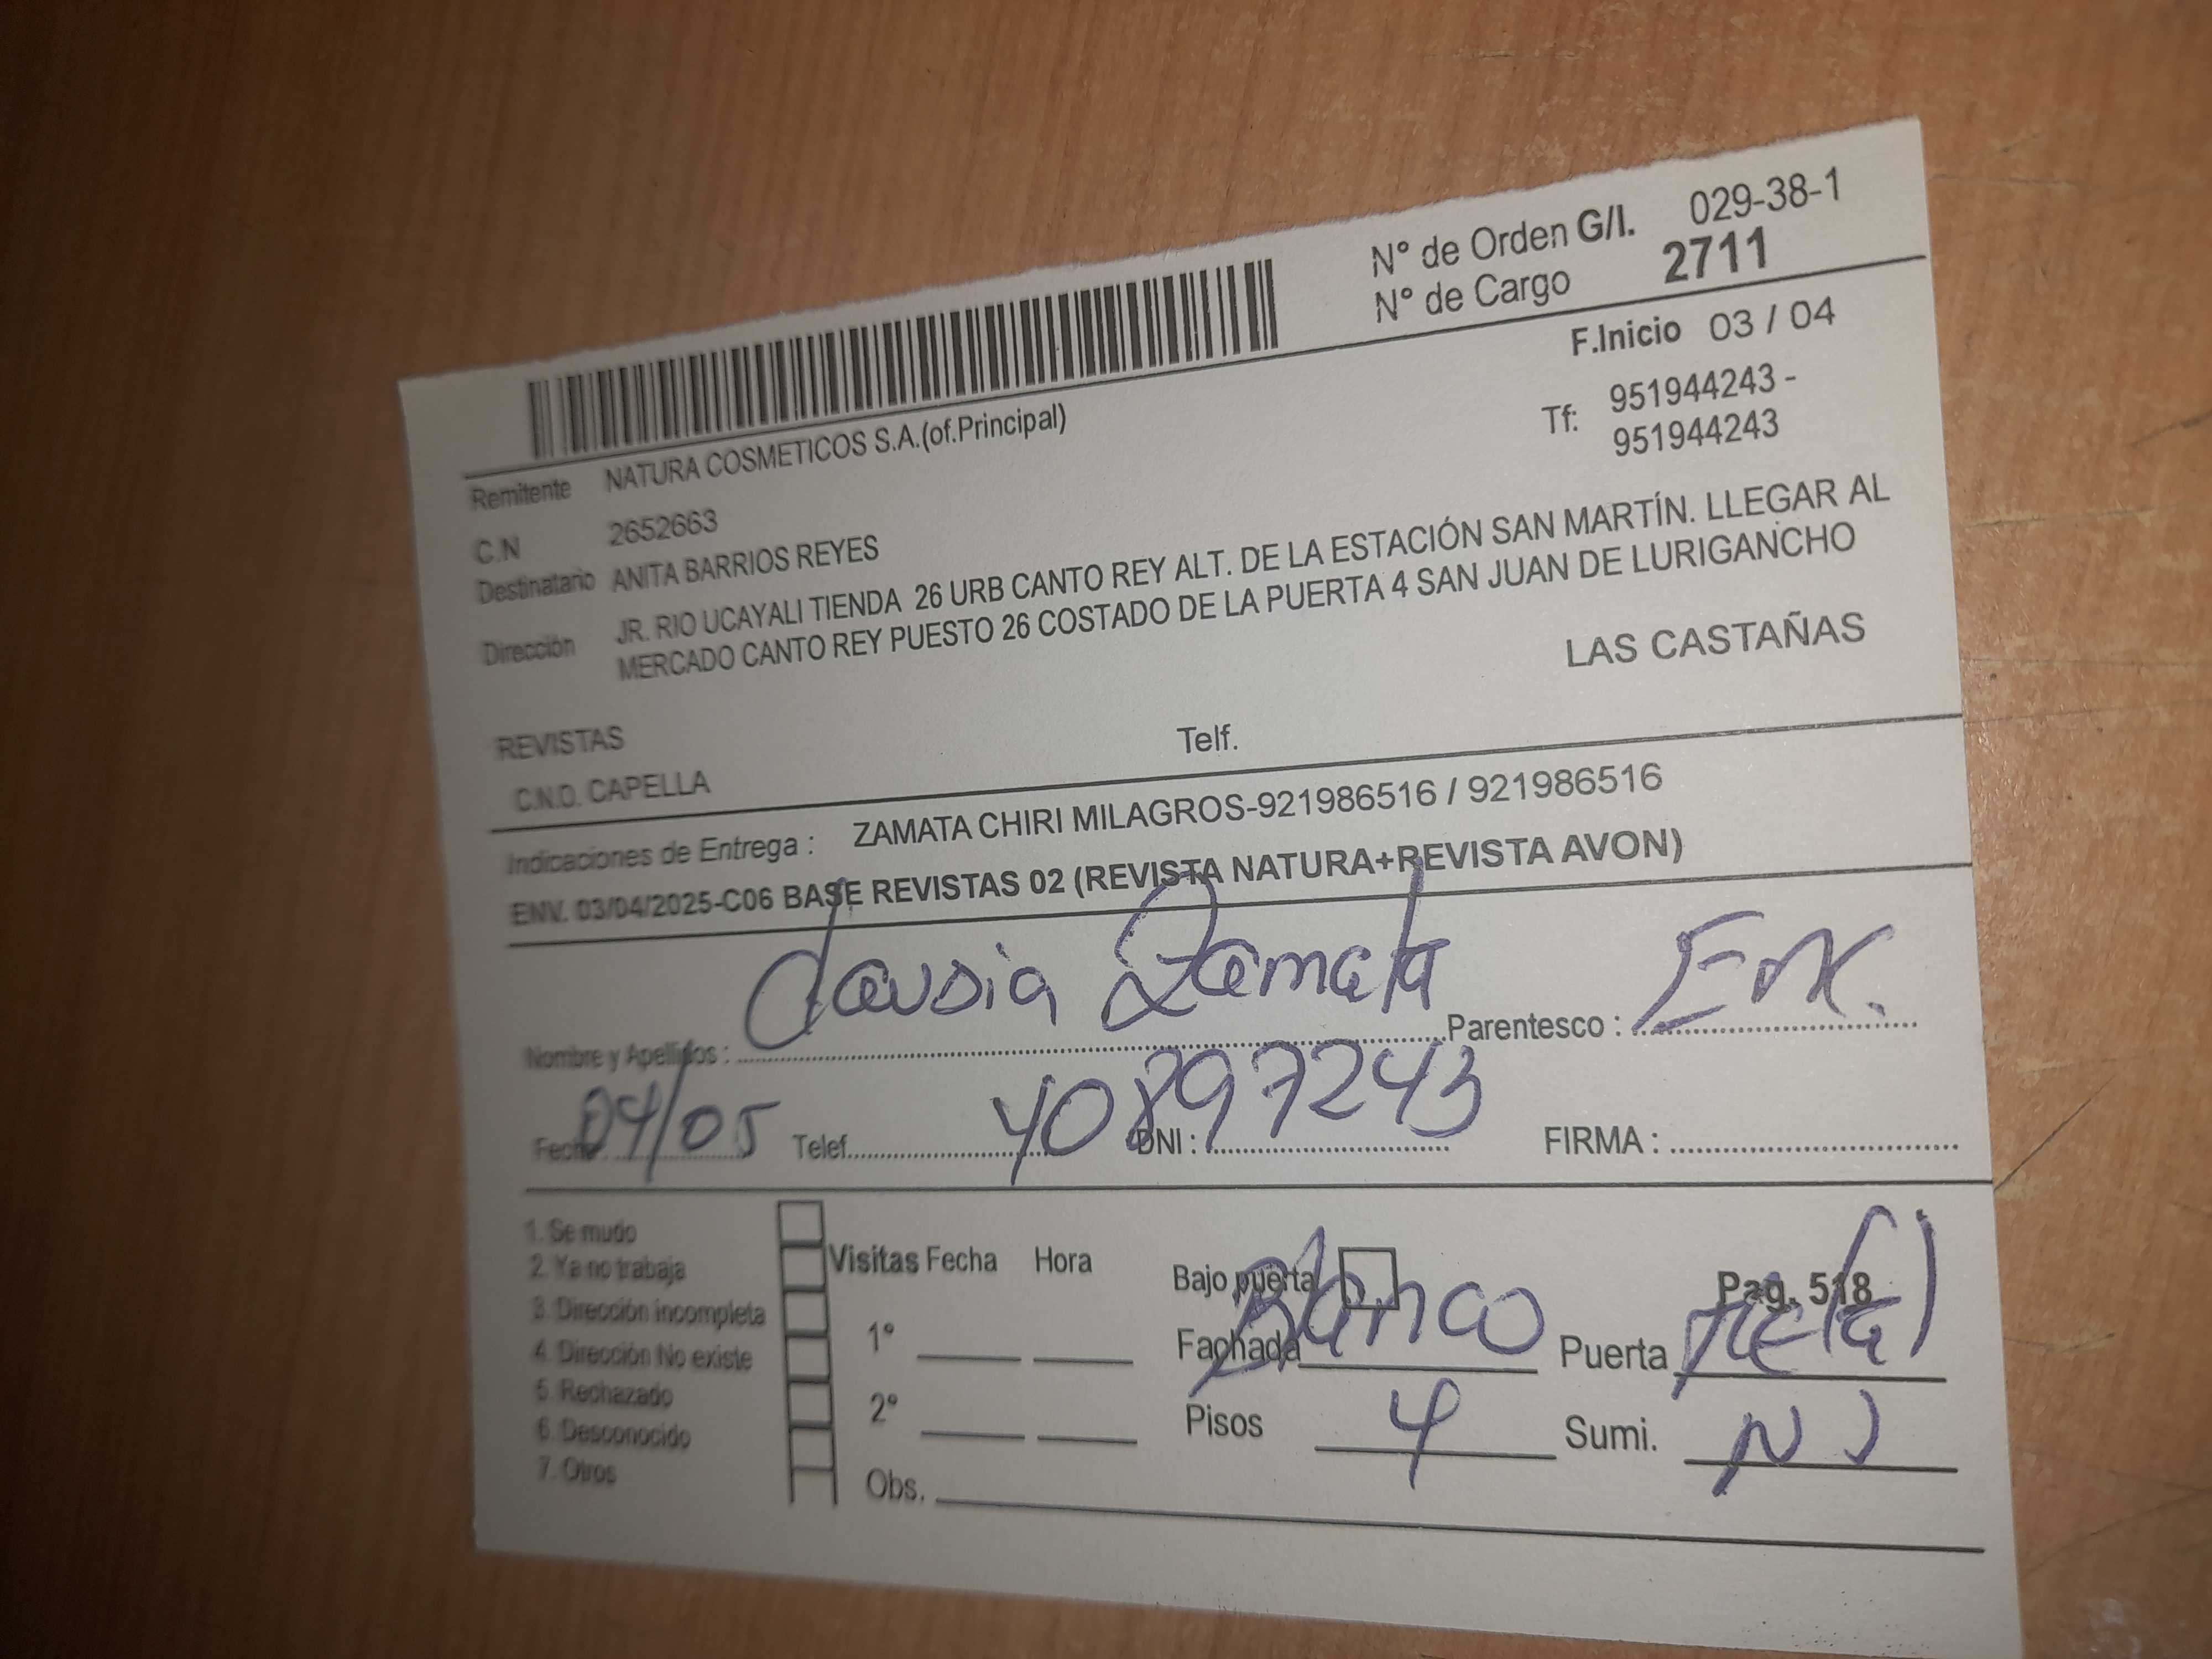 N° de Orden G/I. 029-38-1
N° de Cargo 2711
F.Inicio 03 / 04
Remitente NATURA COSMETICOS S.A.(of.Principal)
Tf: 951944243 -
951944243
C.N 2652663
Destinatario ANITA BARRIOS REYES
Dirección JR. RIO UCAYALI TIENDA 26 URB CANTO REY ALT. DE LA ESTACIÓN SAN MARTÍN. LLEGAR AL
MERCADO CANTO REY PUESTO 26 COSTADO DE LA PUERTA 4 SAN JUAN DE LURIGANCHO
LAS CASTAÑAS
REVISTAS
C.N.O. CAPELLA Telf.
Indicaciones de Entrega : ZAMATA CHIRI MILAGROS-921986516 / 921986516
ENV. 03/04/2025-C06 BASE REVISTAS 02 (REVISTA NATURA+REVISTA AVON)
Nombre y Apellidos : Zamata Parentesco :
Fecha 04/05 Telef. DNI : 40897243 FIRMA :
1. Se mudo
2. Ya no trabaja
3. Dirección incompleta
4. Dirección No existe
5. Rechazado
6. Desconocido
7. Otros
Visitas Fecha Hora
1°
2°
Obs.
Bajo puerta Pag. 518
Fachada Blanco Puerta
Pisos 4 Sumi.